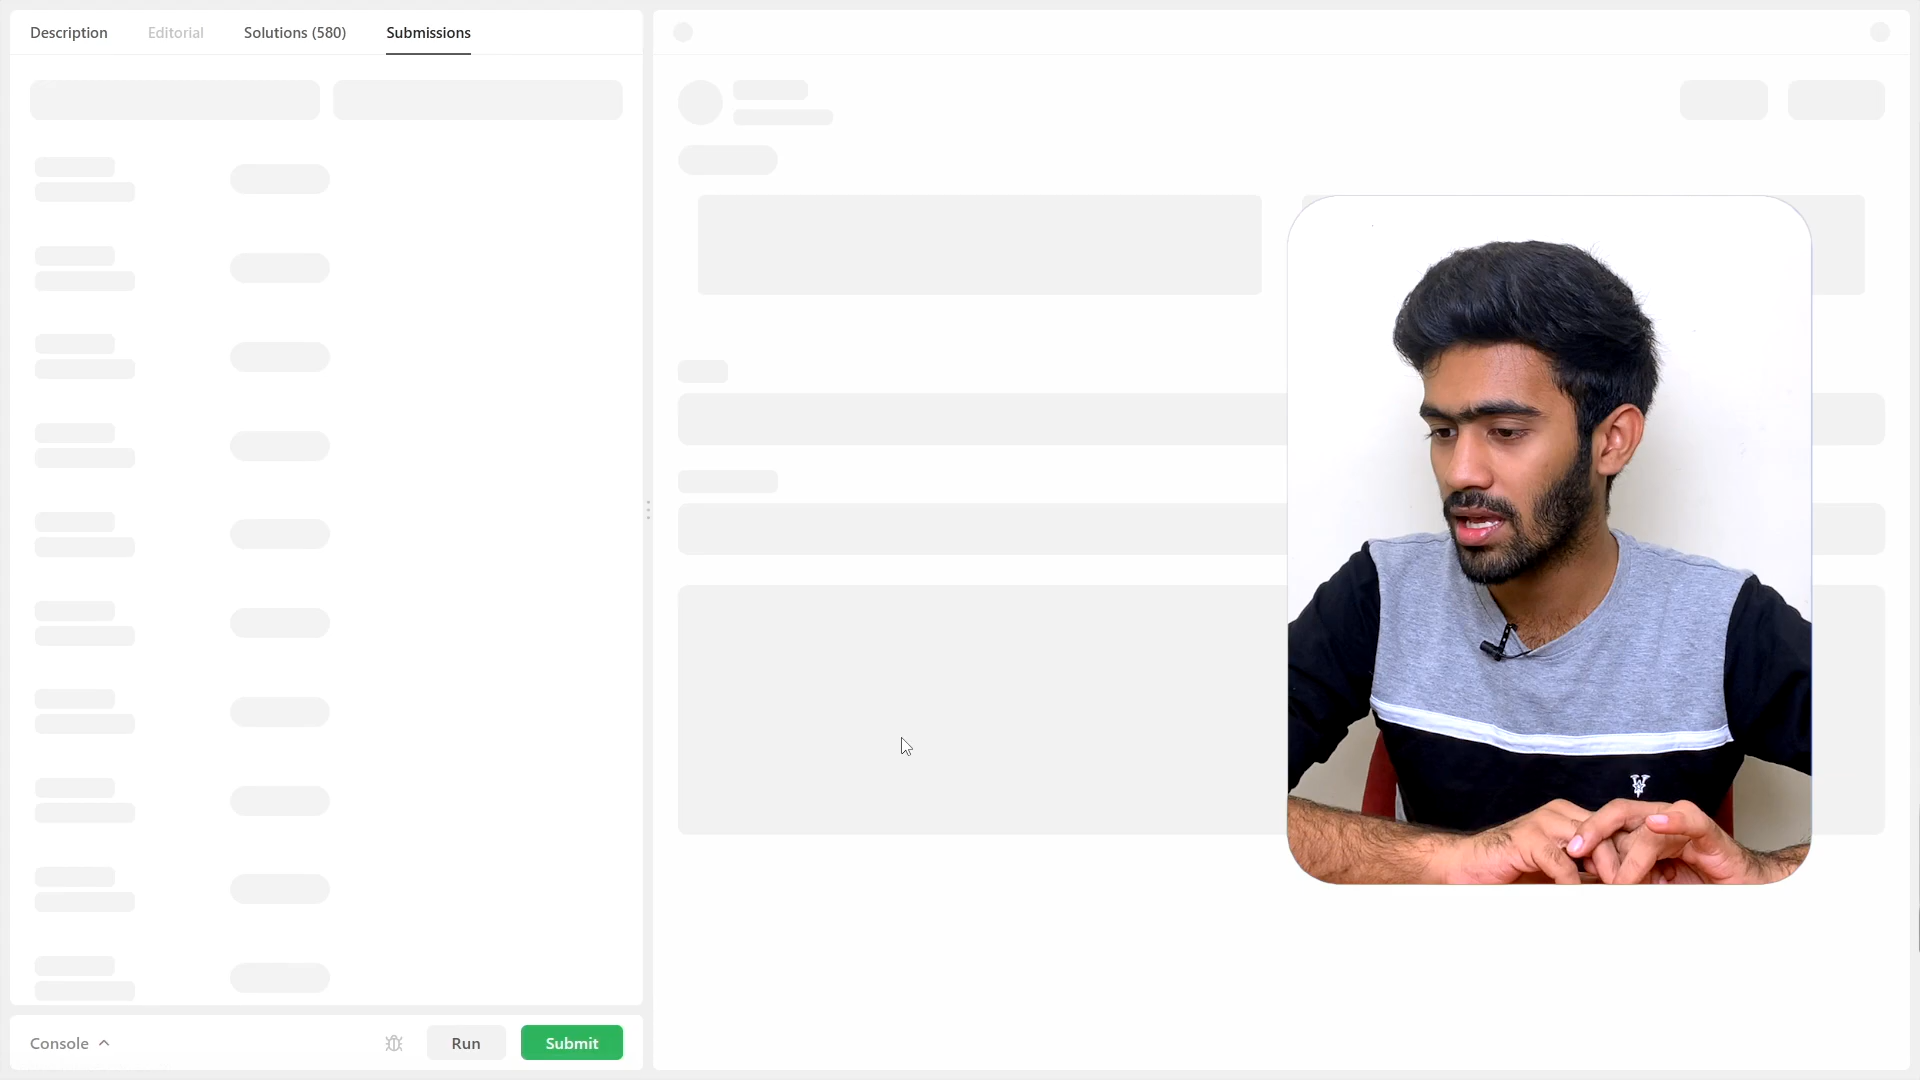 Description
Editorial
Solutions (580)
Submissions
Console
Run
Submit